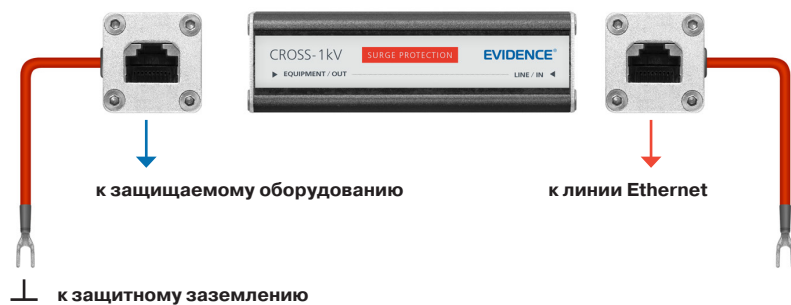 CROSS-1kV SURGE PROTECTION EVIDENCE®
► EQUIPMENT / OUT LINE / IN ◄
к защищаемому оборудованию к линии Ethernet
к защитному заземлению